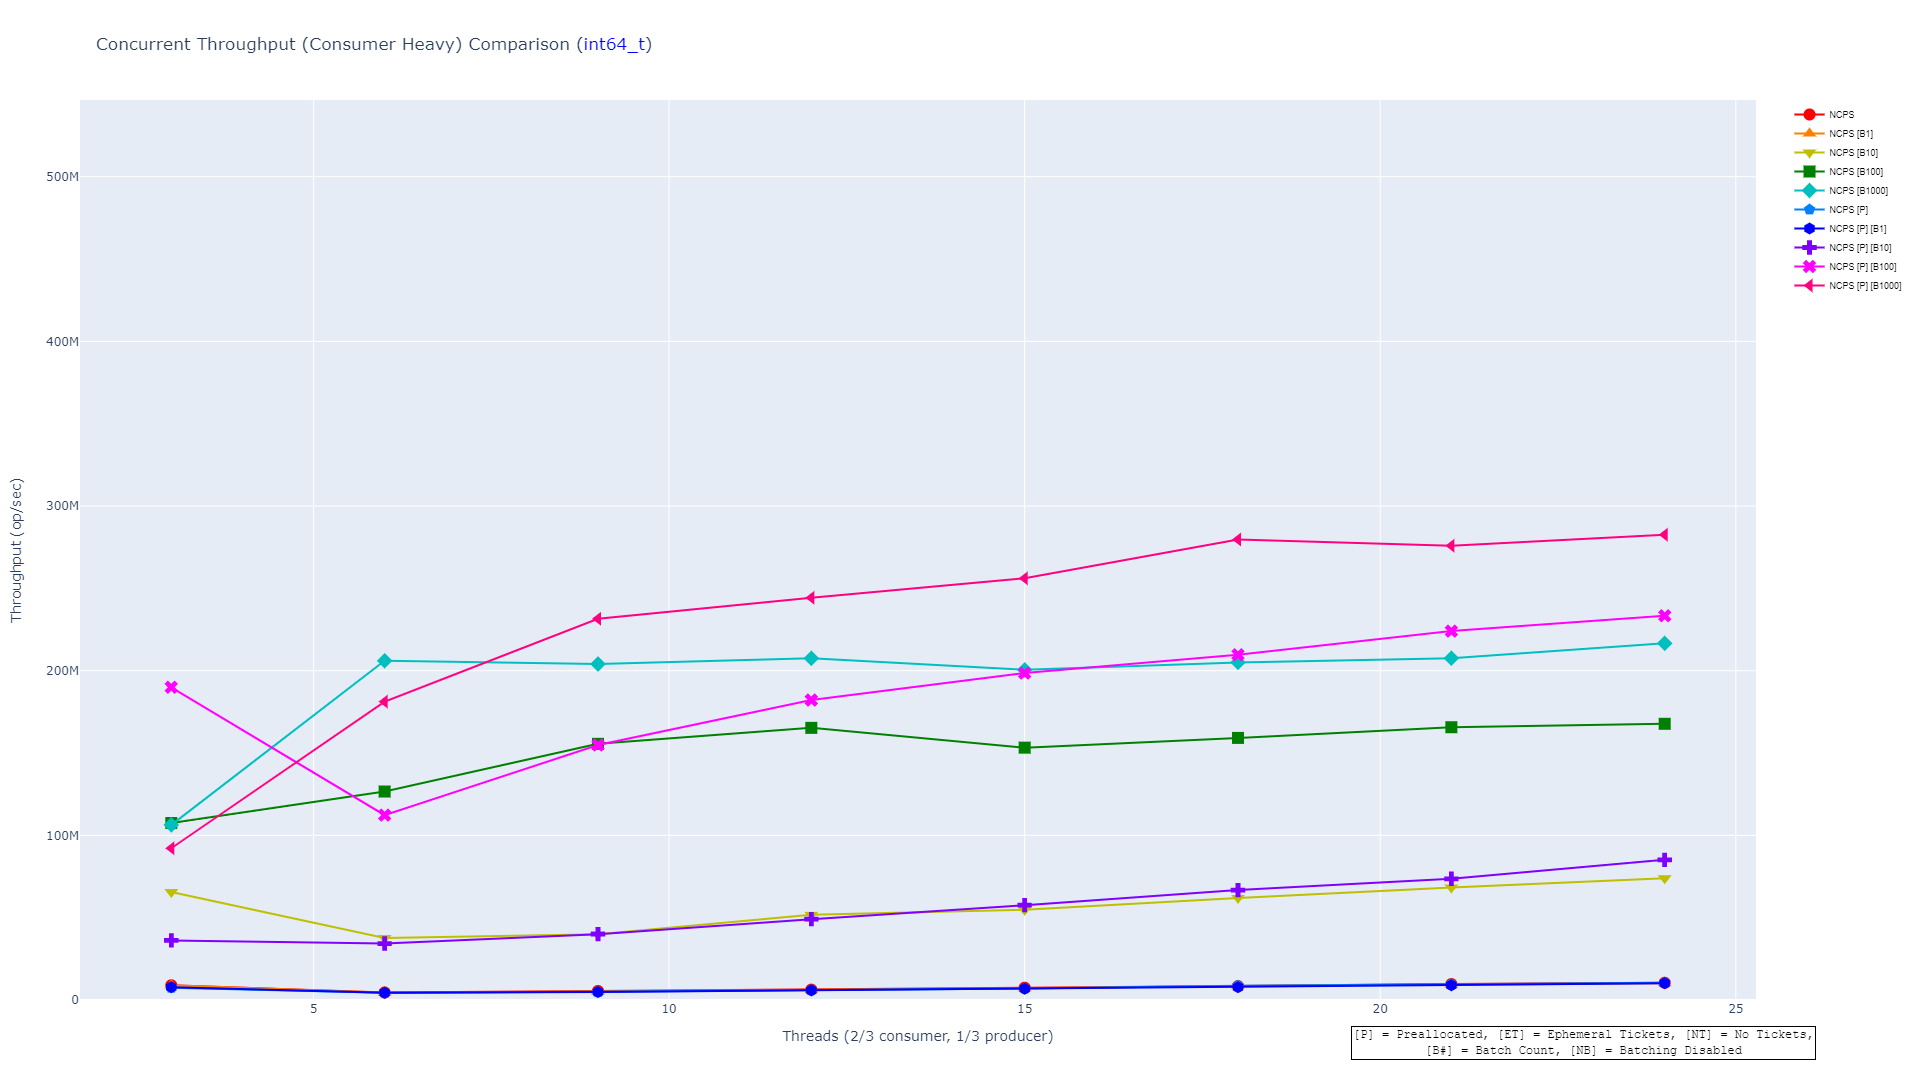 Concurrent Throughput (Consumer Heavy) Comparison (int64_t)
NCPS
NCPS [B1]
NCPS [B10]
NCPS [B100]
NCPS [B1000]
NCPS [P]
NCPS [P] [B1]
NCPS [P] [B10]
NCPS [P] [B100]
NCPS [P] [B1000]
500M
400M
300M
200M
100M
0
Throughput (op/sec)
5
10
15
20
25
Threads (2/3 consumer, 1/3 producer)
[P] = Preallocated, [ET] = Ephemeral Tickets, [NT] = No Tickets,
[B#] = Batch Count, [NB] = Batching Disabled